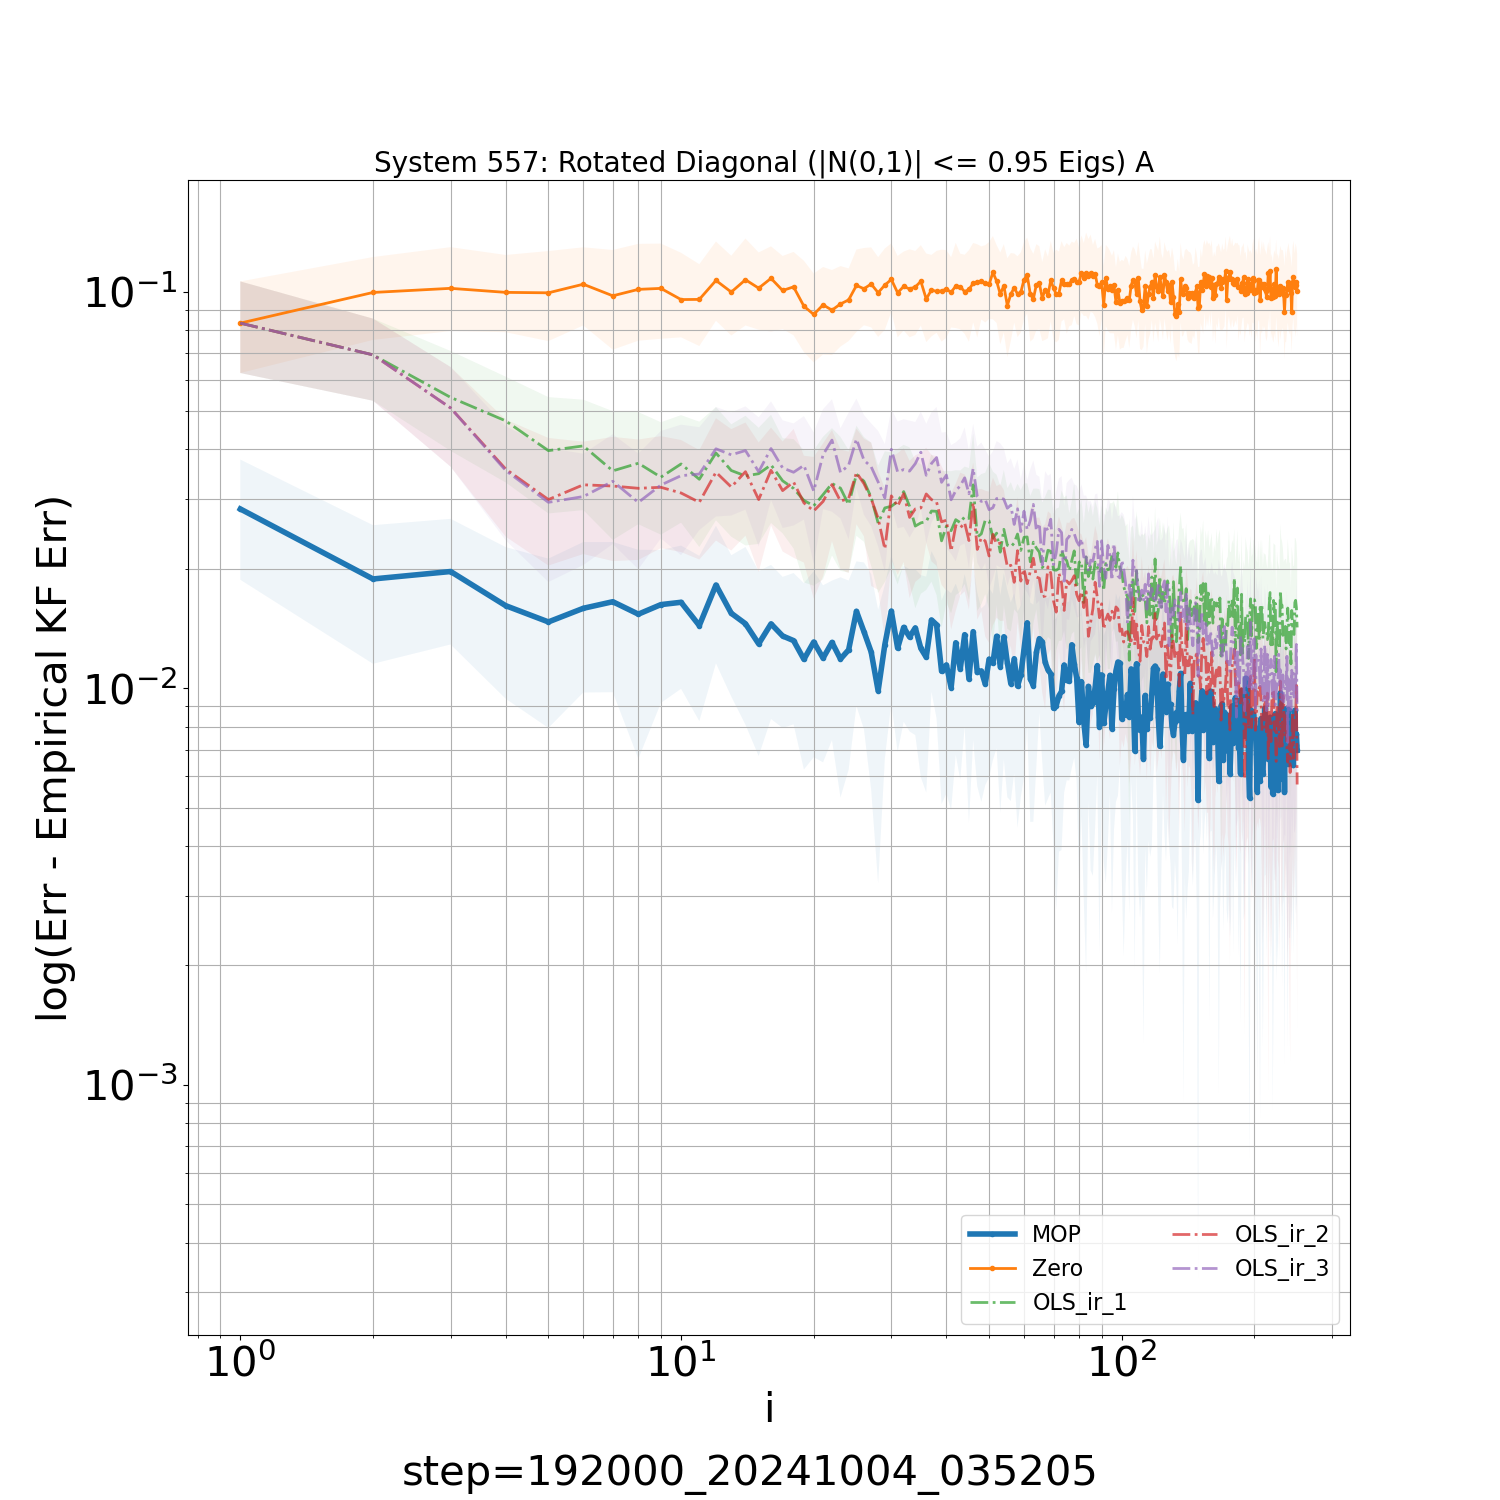 System 557: Rotated Diagonal (|N(0,1)| <= 0.95 Eigs) A
log(Err - Empirical KF Err)
10⁻¹
10⁻²
10⁻³
10⁰
10¹
10²
MOP
Zero
OLS_ir_1
OLS_ir_2
OLS_ir_3
i
step=192000_20241004_035205